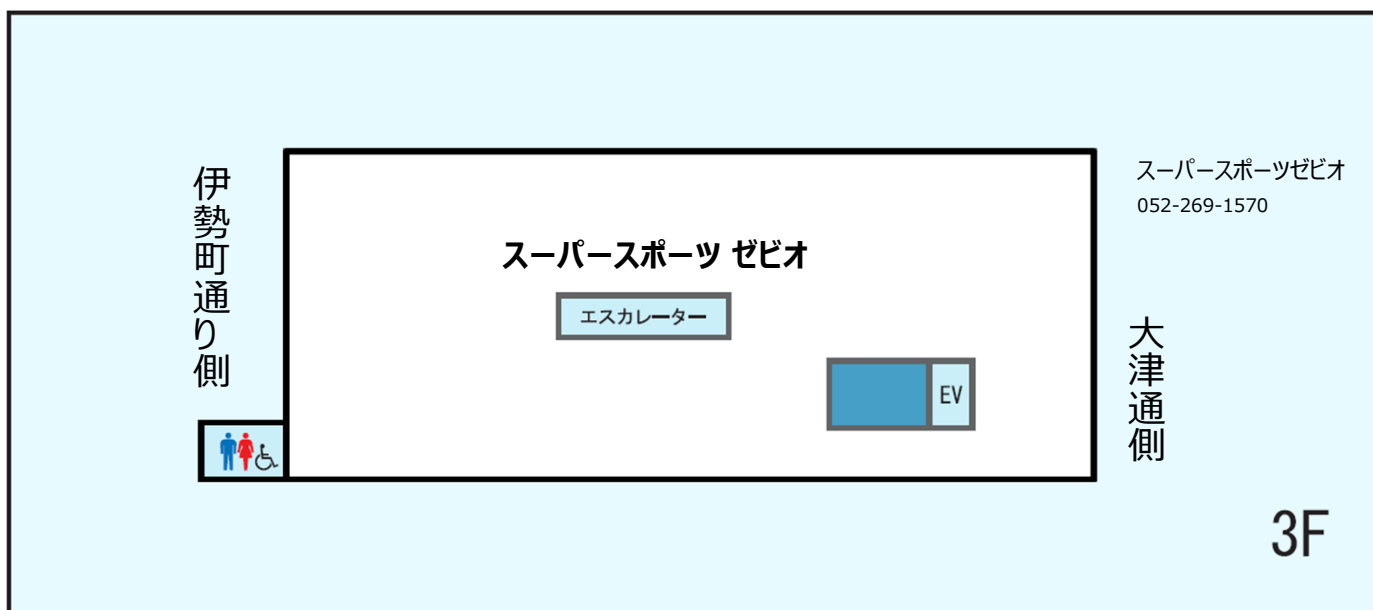 伊勢町通り側
スーパースポーツ ゼビオ
エスカレーター
EV
スーパースポーツゼビオ
052-269-1570
大津通側
3F